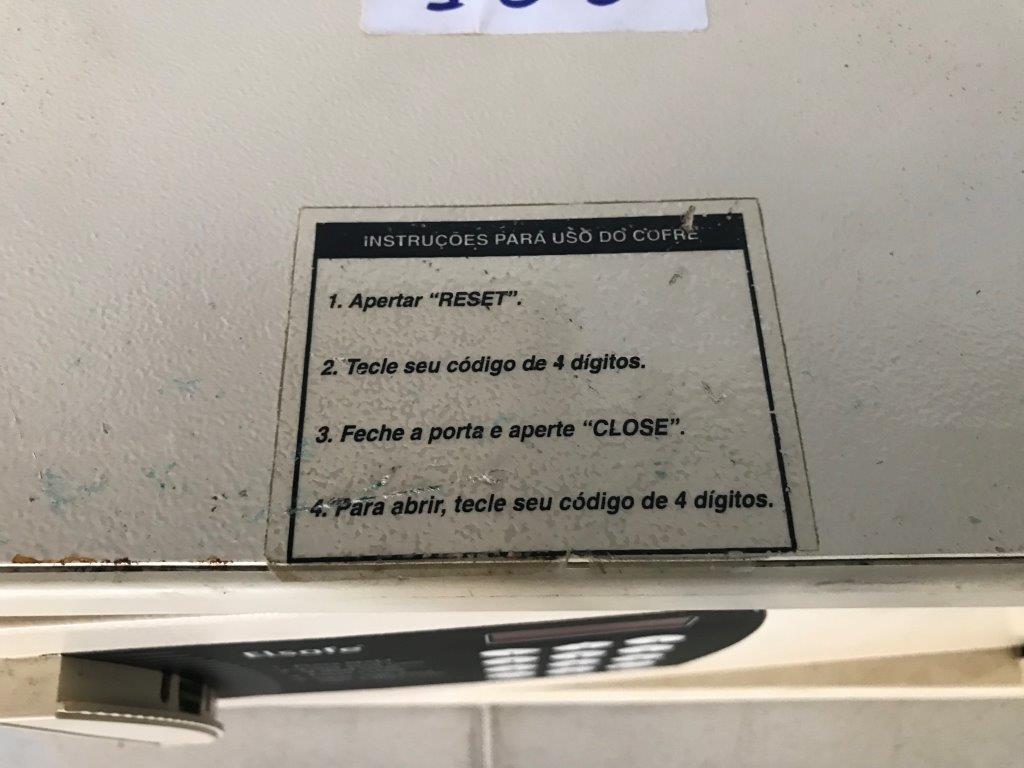 INSTRUÇÕES PARA USO DO COFRE
1. Apertar “RESET”.
2. Tecle seu código de 4 dígitos.
3. Feche a porta e aperte “CLOSE”.
4. Para abrir, tecle seu código de 4 dígitos.
Elsafe